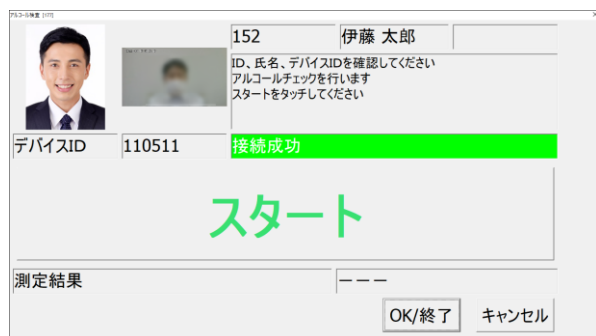 アルコール検査 [177]
152 伊藤 太郎
ID、氏名、デバイスIDを確認してください
アルコールチェックを行います
スタートをタッチしてください
デバイスID 110511 接続成功
スタート
測定結果 ーーー
OK/終了 キャンセル